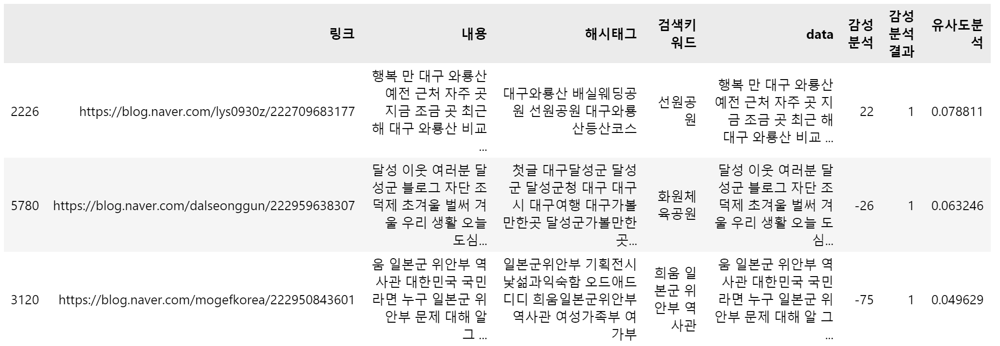 링크 내용 해시태그 검색키워드 data 감성분석 감성분석결과 유사도분석
2226
https://blog.naver.com/lys0930z/222709683177
행복 만 대구 와룡산
예전 근처 자주 곳
지금 조금 곳 최근
해 대구 와룡산 비교
...
대구와룡산 배실웨딩공
원 선원공원 대구와룡
산등산코스
선원공
원
행복 만 대구 와룡산
예전 근처 자주 곳 지
금 조금 곳 최근 해
대구 와룡산 비교 ...
22
1
0.078811
5780
https://blog.naver.com/dalseonggun/222959638307
달성 이웃 여러분 달
성군 블로그 자단 조
덕제 초겨울 벌써 겨
울 우리 생활 오늘
도심...
첫글 대구달성군 달성
군 달성군청 대구 대구
시 대구여행 대구가볼
만한곳 달성군가볼만한
곳...
화원체
육공원
달성 이웃 여러분 달
성군 블로그 자단 조
덕제 초겨울 벌써 겨
울 우리 생활 오늘 도
심...
-26
1
0.063246
3120
https://blog.naver.com/mogefkorea/222950843601
움 일본군 위안부 역
사관 대한민국 국민
라면 누구 일본군 위
안부 문제 대해 알
그 ...
일본군위안부 기획전시
낯섦과익숙함 오드애드
디디 희움일본군위안부
역사관 여성가족부 여
가부
희움 일
본군 위
안부 역
사관
움 일본군 위안부 역
사관 대한민국 국민
라면 누구 일본군 위
안부 문제 대해 알 그
...
-75
1
0.049629